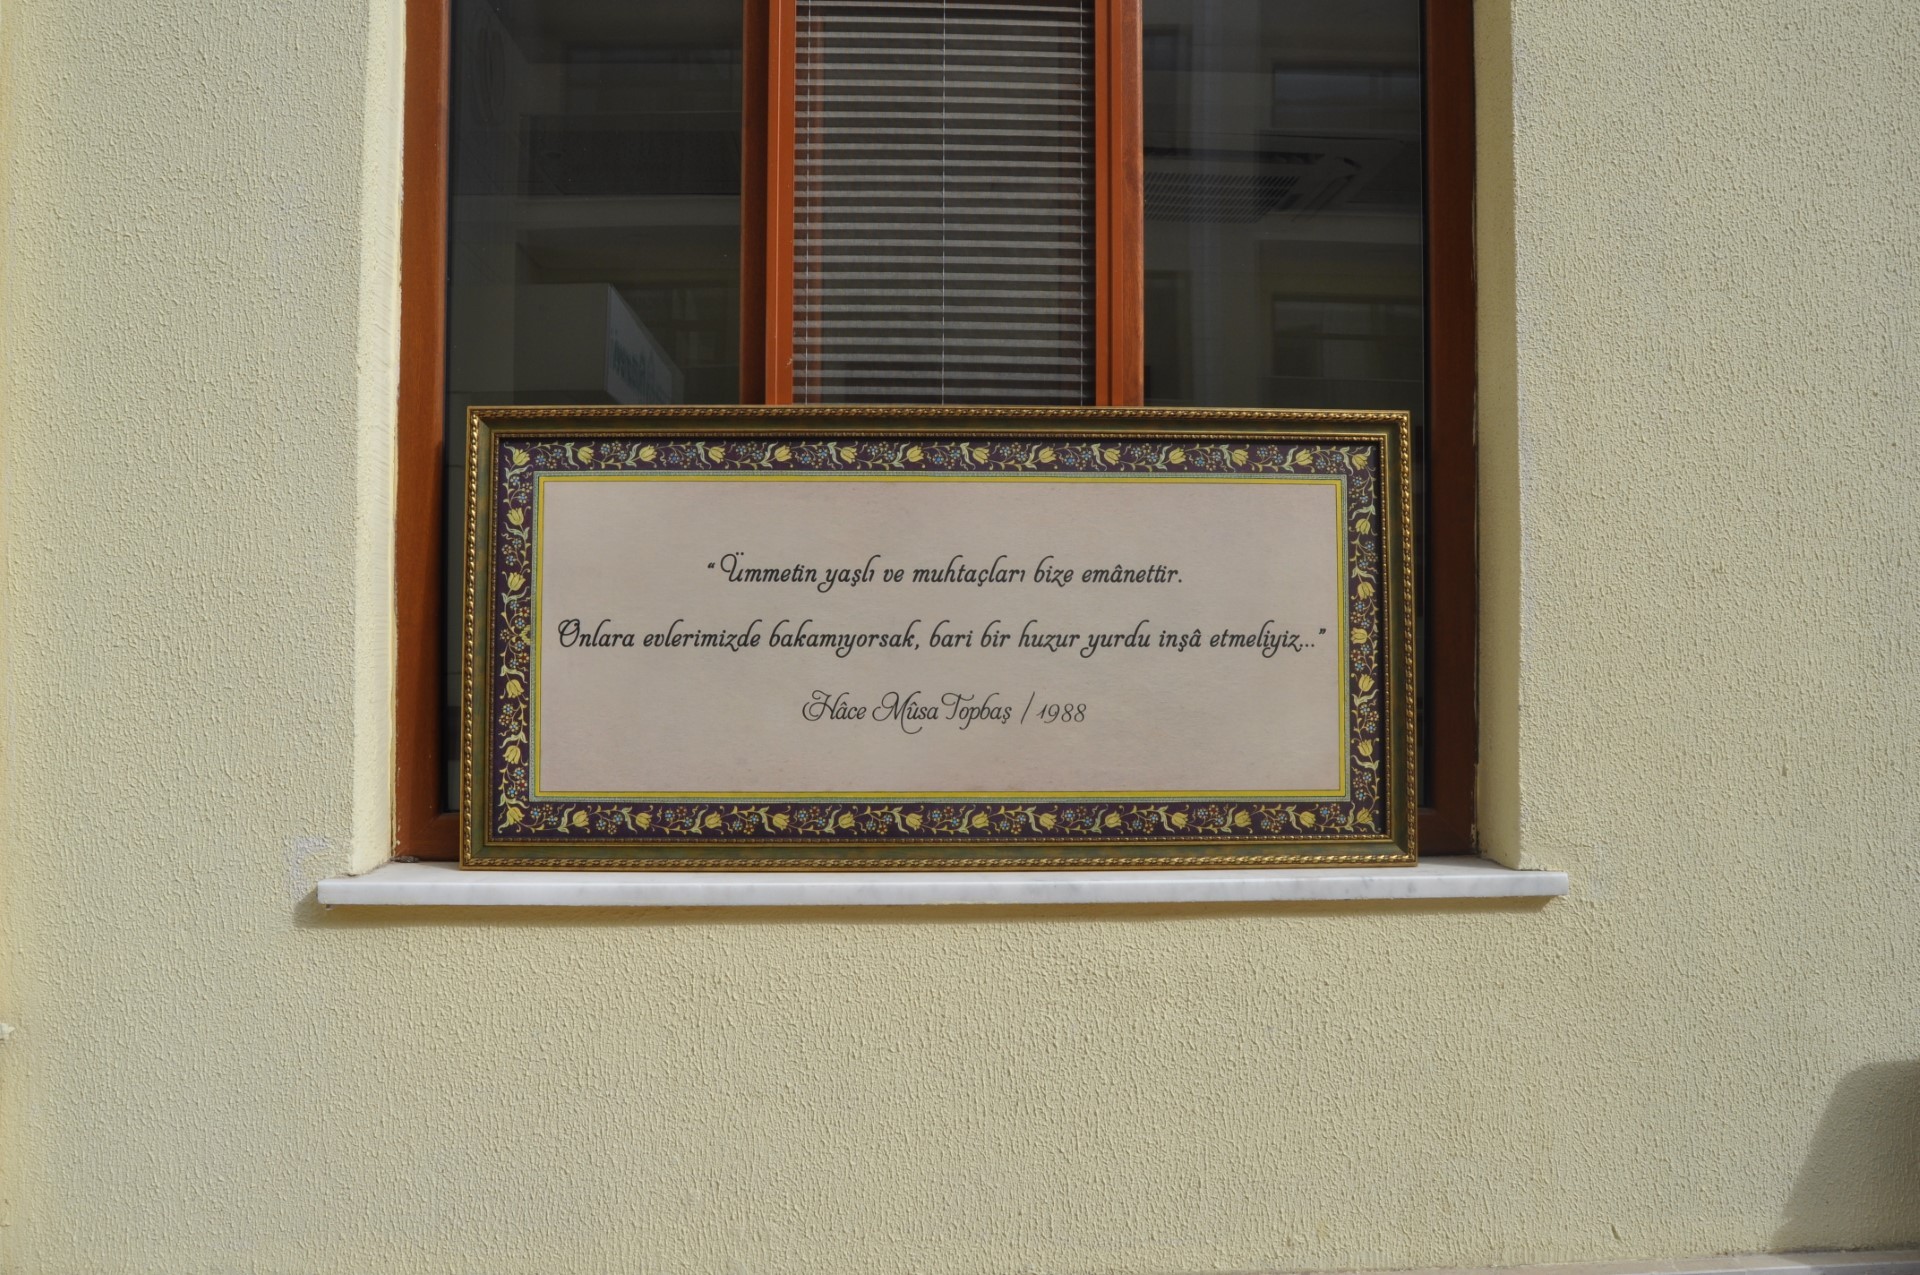 “Ümmetin yaşlı ve muhtaçları bize emânettir.
Onlara evlerimizde bakamıyorsak, bari bir huzur yurdu inşâ etmeliyiz...”
Hâce Mûsa Topbaş / 1988